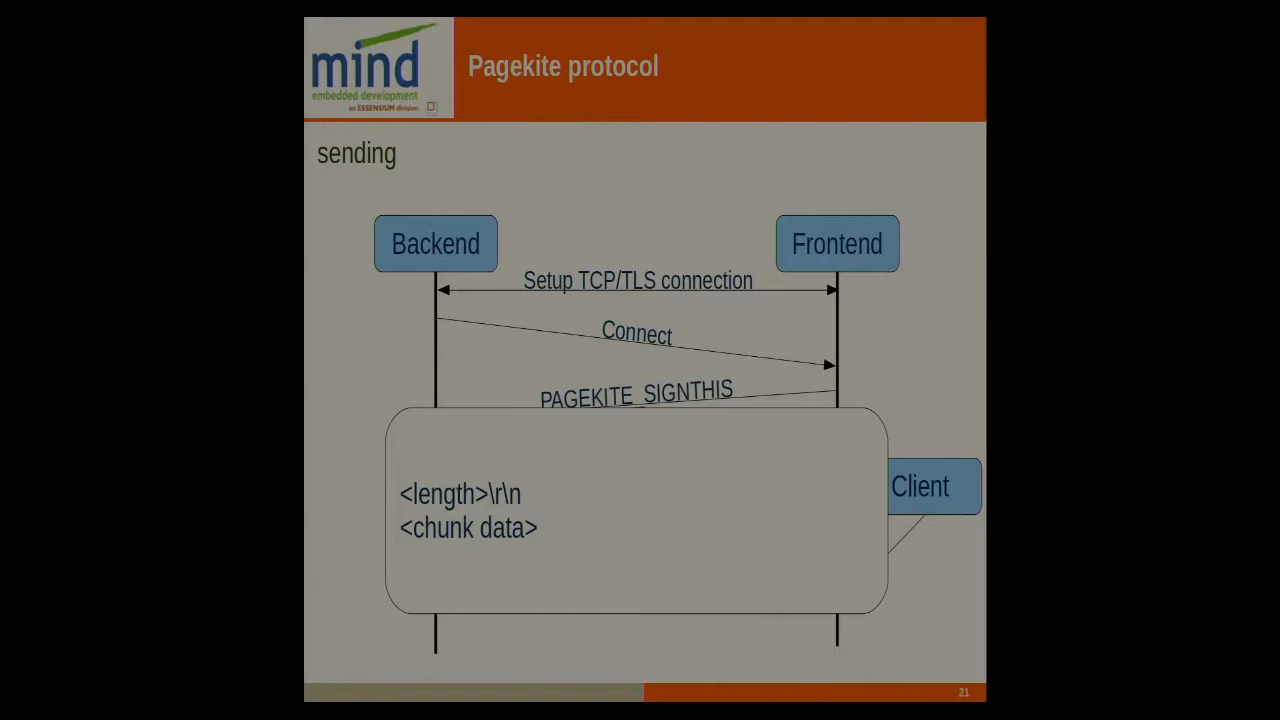 mind
embedded development
an ESSENSIUM division
Pagekite protocol
sending
Backend
Frontend
Setup TCP/TLS connection
Connect
PAGEKITE_SIGNTHIS
Client
<length>\r\n
<chunk data>
21